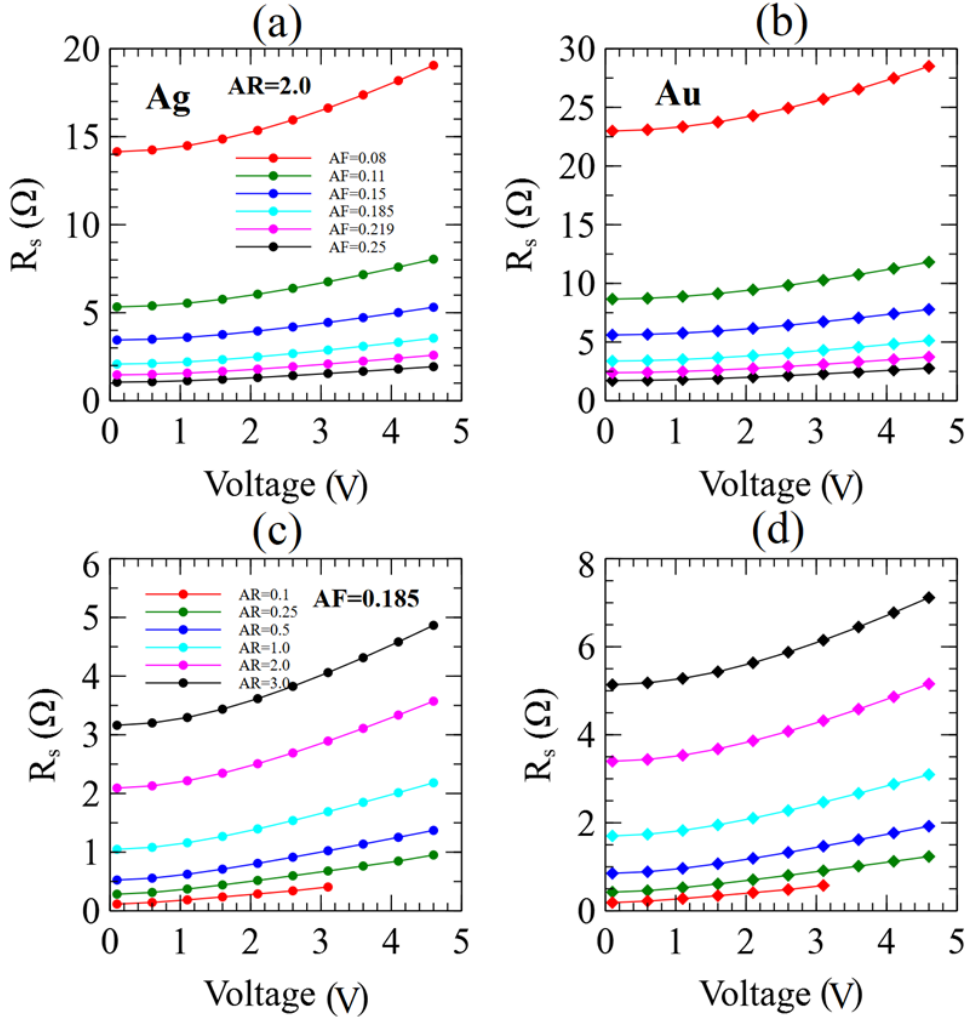 (a)
20
15
10
5
0
0 1 2 3 4 5
R_s (Ω)
Voltage (V)
Ag
AR=2.0
AF=0.08
AF=0.11
AF=0.15
AF=0.185
AF=0.219
AF=0.25
(b)
30
25
20
15
10
5
0
0 1 2 3 4 5
R_s (Ω)
Voltage (V)
Au
(c)
6
5
4
3
2
1
0
0 1 2 3 4 5
R_s (Ω)
Voltage (V)
AR=0.1
AR=0.25
AR=0.5
AR=1.0
AR=2.0
AR=3.0
AF=0.185
(d)
8
6
4
2
0
0 1 2 3 4 5
R_s (Ω)
Voltage (V)